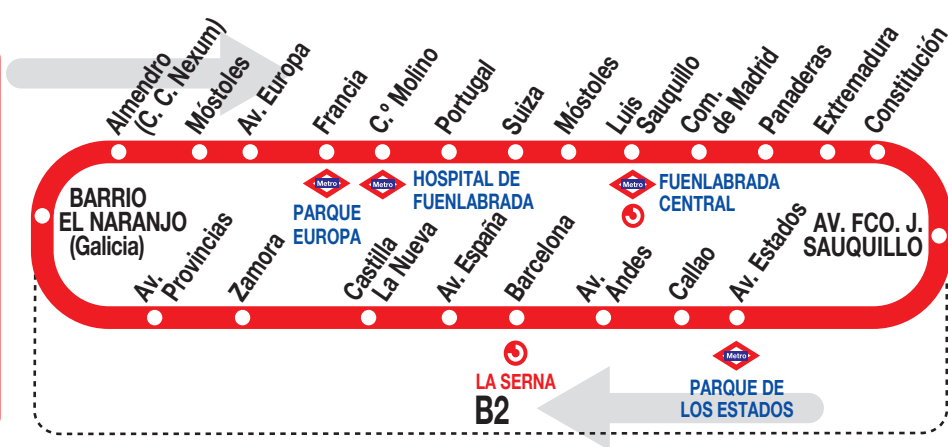 Almendro
(C. C. Nexum)
Móstoles
Av. Europa
Francia
C.º Molino
Portugal
Suiza
Móstoles
Luis
Sauquillo
Com.
de Madrid
Panaderas
Extremadura
Constitución
Metro
PARQUE
EUROPA
Metro
HOSPITAL DE
FUENLABRADA
Metro
FUENLABRADA
CENTRAL
BARRIO
EL NARANJO
(Galicia)
AV. FCO. J.
SAUQUILLO
Av.
Provincias
Zamora
Castilla
La Nueva
Av. España
Barcelona
Av.
Andes
Callao
Av. Estados
LA SERNA
B2
Metro
PARQUE DE
LOS ESTADOS